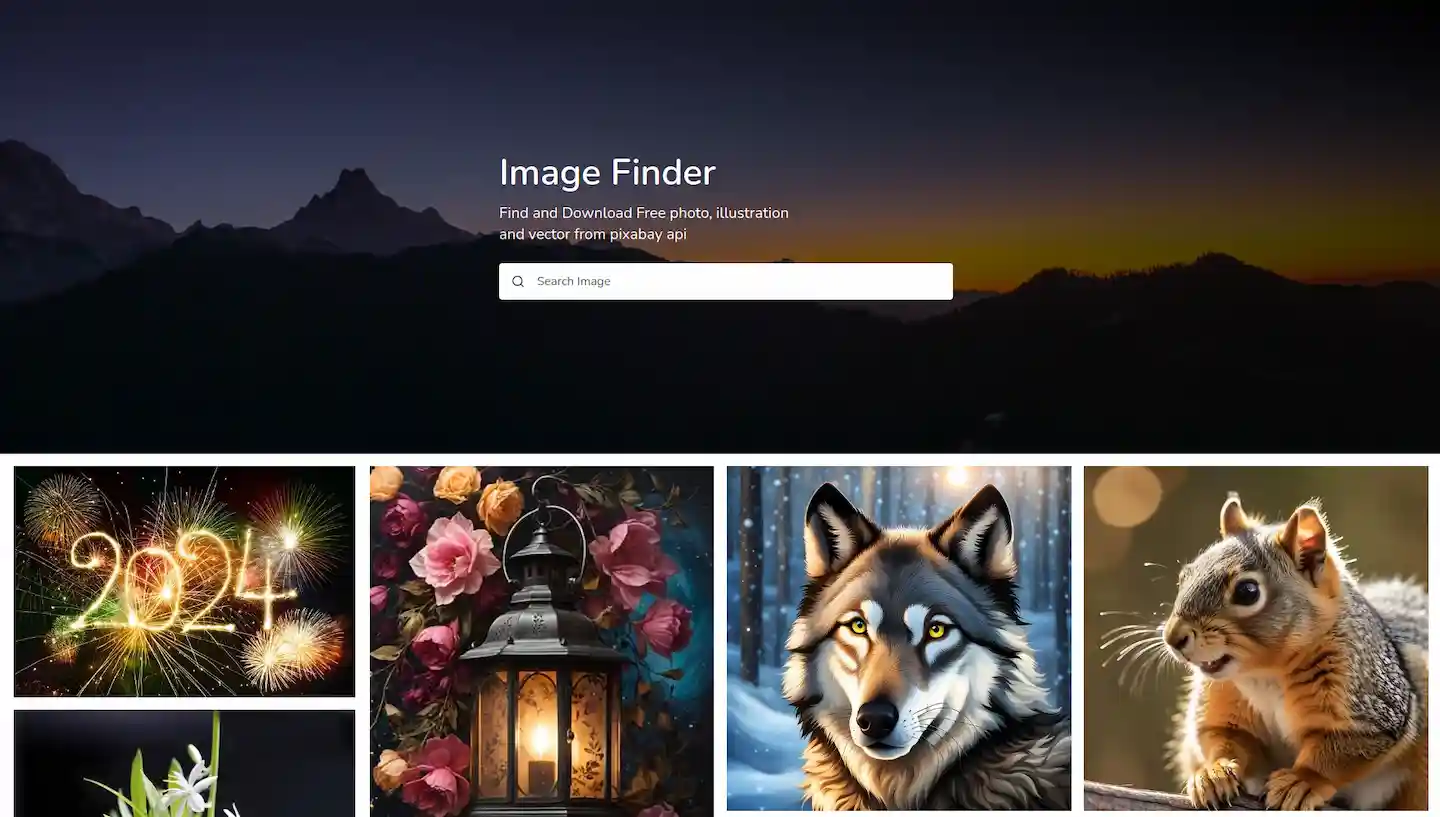 Image Finder
Find and Download Free photo, illustration
and vector from pixabay api
Search Image
2024